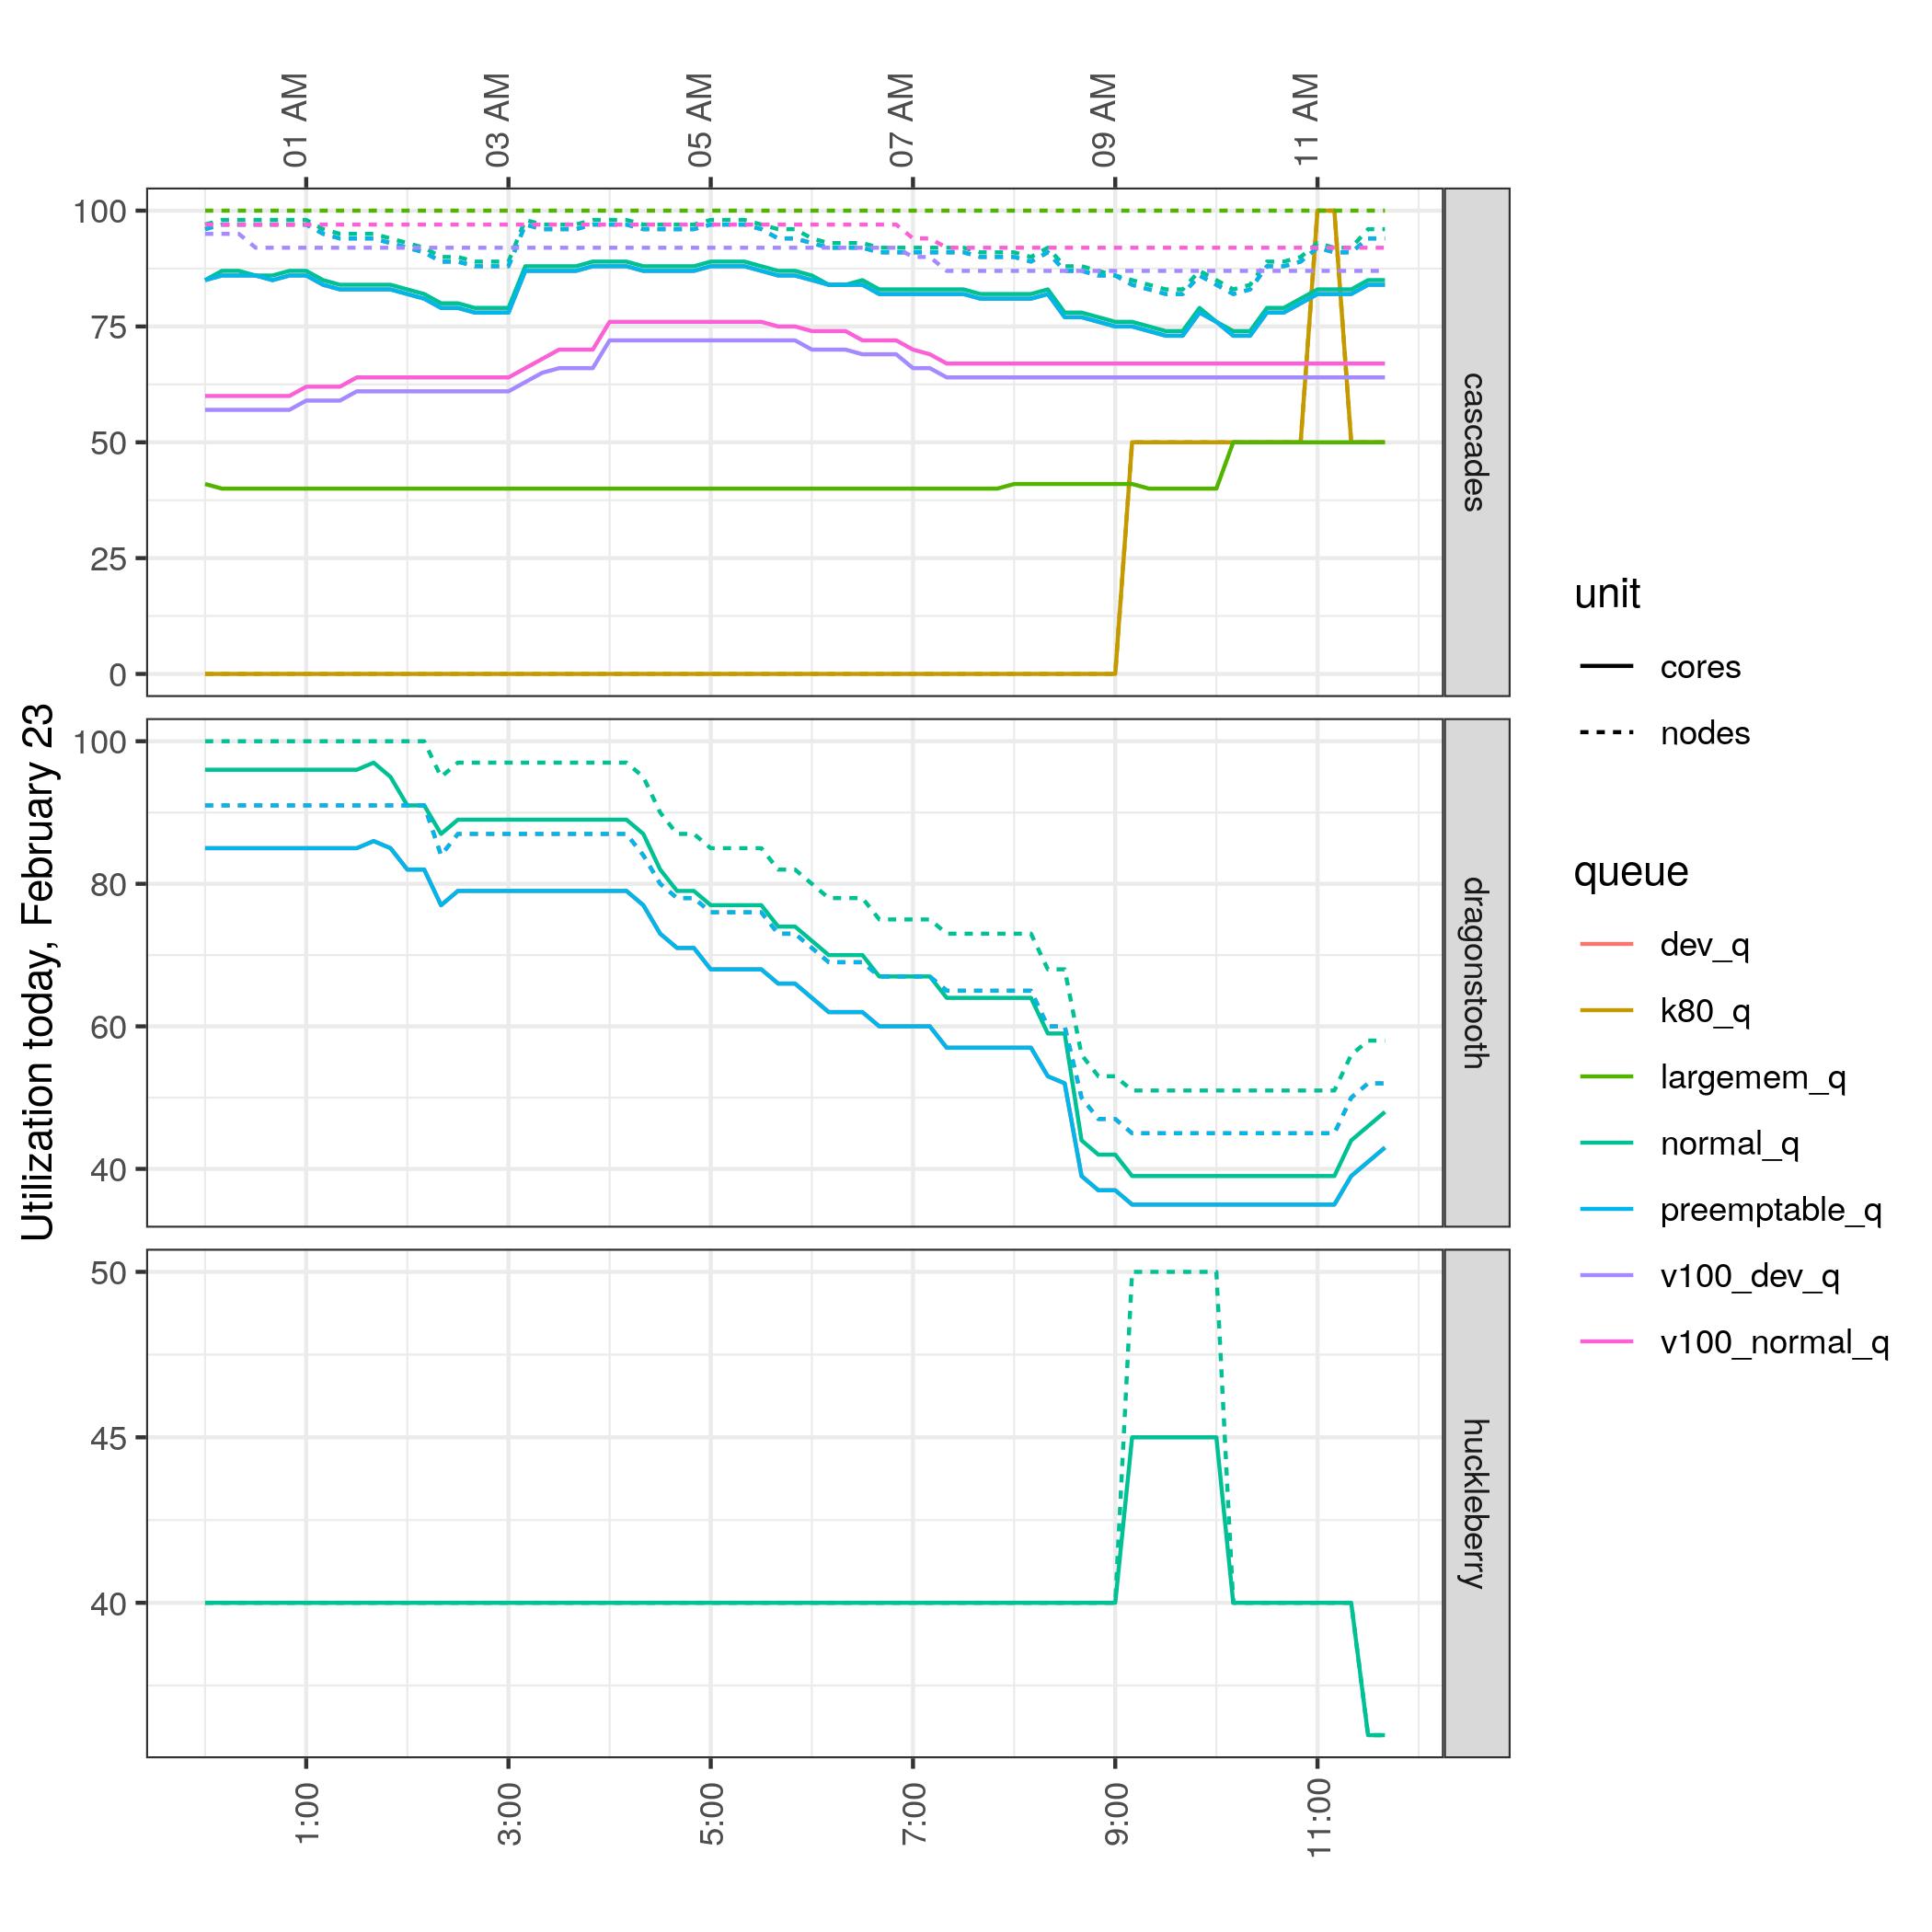 01 AM
03 AM
05 AM
07 AM
09 AM
11 AM
100
75
50
25
0
cascades
100
80
60
40
dragonstooth
50
45
40
huckleberry
1:00
3:00
5:00
7:00
9:00
11:00
Utilization today, February 23
unit
cores
nodes
queue
dev_q
k80_q
largemem_q
normal_q
preemptable_q
v100_dev_q
v100_normal_q